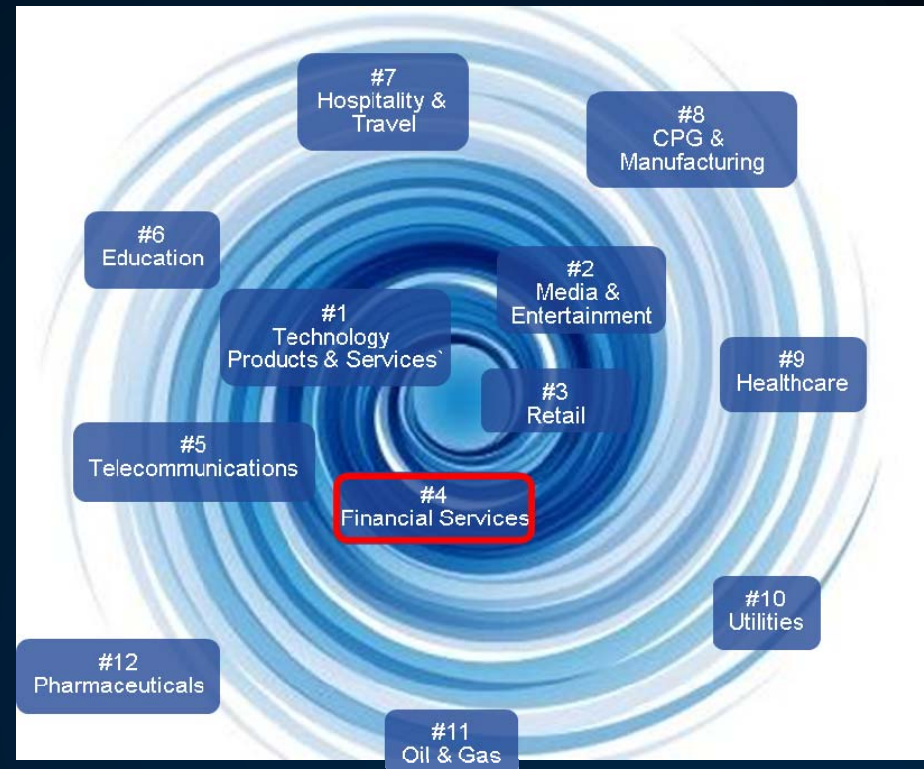 #7
Hospitality &
Travel
#8
CPG &
Manufacturing
#6
Education
#2
Media &
Entertainment
#1
Technology
Products & Services`
#9
Healthcare
#3
Retail
#5
Telecommunications
#4
Financial Services
#10
Utilities
#12
Pharmaceuticals
#11
Oil & Gas